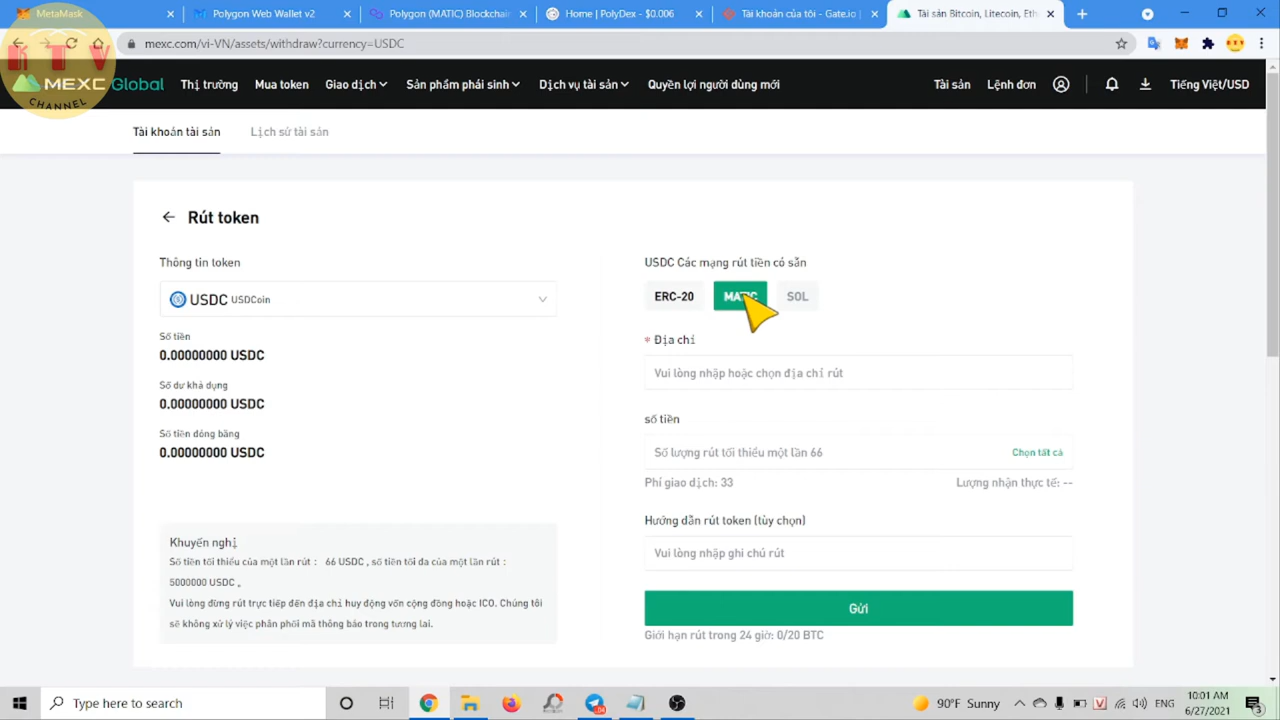 MetaMask
Polygon Web Wallet v2
Polygon (MATIC) Blockchain
Home | PolyDex - $0.006
Tài khoản của tôi - Gate.io |
Tài sản Bitcoin, Litecoin, Eth
mexc.com/vi-VN/assets/withdraw?currency=USDC
KTV
CHANNEL
MEXC Global
Thị trường
Mua token
Giao dịch
Sản phẩm phái sinh
Dịch vụ tài sản
Quyền lợi người dùng mới
Tài sản
Lệnh đơn
Tiếng Việt/USD
Tài khoản tài sản
Lịch sử tài sản
Rút token
Thông tin token
USDC USDCoin
Số tiền
0.00000000 USDC
Số dư khả dụng
0.00000000 USDC
Số tiền đóng băng
0.00000000 USDC
Khuyến nghị
Số tiền tối thiểu của một lần rút : 66 USDC , số tiền tối đa của một lần rút :
5000000 USDC 。
Vui lòng đừng rút trực tiếp đến địa chỉ huy động vốn cộng đồng hoặc ICO. Chúng tôi
sẽ không xử lý việc phân phối mã thông báo trong tương lai.
USDC Các mạng rút tiền có sẵn
ERC-20
MATIC
SOL
* Địa chỉ
Vui lòng nhập hoặc chọn địa chỉ rút
số tiền
Số lượng rút tối thiểu một lần 66
Chọn tất cả
Phí giao dịch: 33
Lượng nhận thực tế: --
Hướng dẫn rút token (tùy chọn)
Vui lòng nhập ghi chú rút
Gửi
Giới hạn rút trong 24 giờ: 0/20 BTC
Type here to search
90°F Sunny
ENG
10:01 AM
6/27/2021